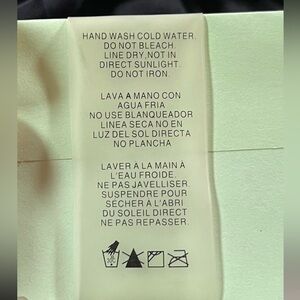 HAND WASH COLD WATER.
DO NOT BLEACH.
LINE DRY, NOT IN
DIRECT SUNLIGHT.
DO NOT IRON.
LAVA A MANO CON
AGUA FRIA
NO USE BLANQUEADOR
LINEA SECA NO EN
LUZ DEL SOL DIRECTA
NO PLANCHA
LAVER À LA MAIN À
L'EAU FROIDE.
NE PAS JAVELLISER.
SUSPENDRE POUR
SÉCHER À L'ABRI
DU SOLEIL DIRECT
NE PAS REPASSER.